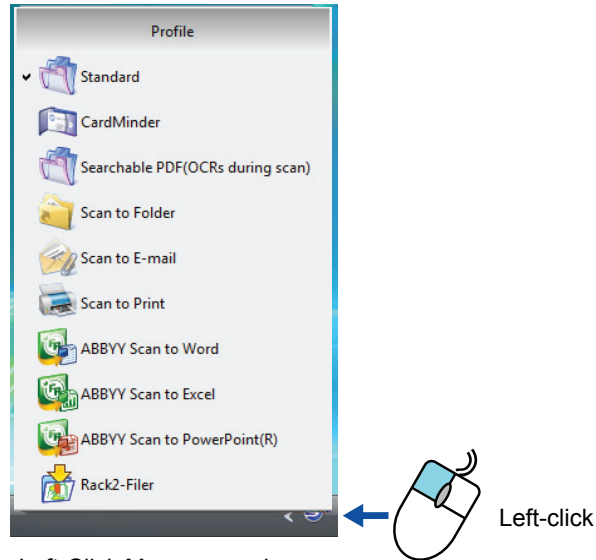 Profile
Standard
CardMinder
Searchable PDF(OCRs during scan)
Scan to Folder
Scan to E-mail
Scan to Print
ABBYY Scan to Word
ABBYY Scan to Excel
ABBYY Scan to PowerPoint(R)
Rack2-Filer
Left-click